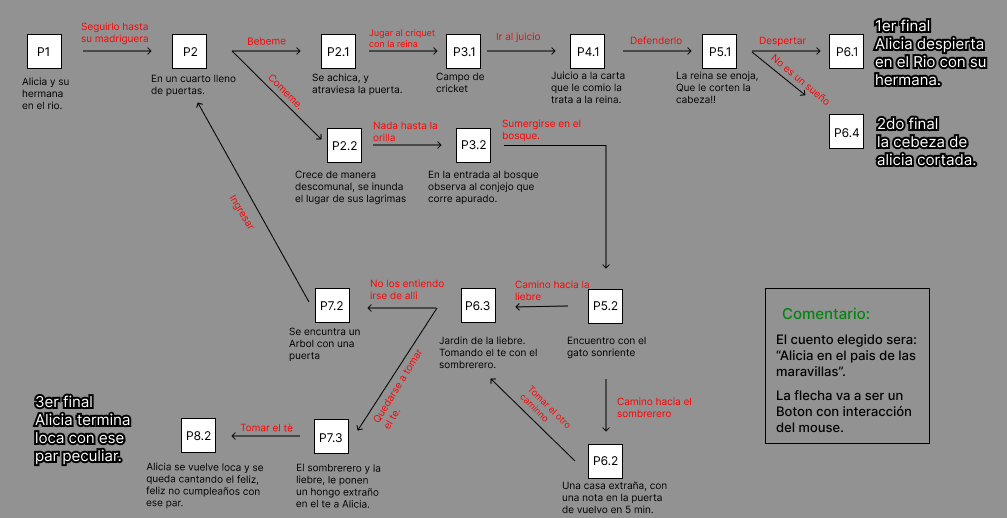 Seguirlo hasta
su madriguera
P1
Alicia y su
hermana
en el rio.
P2
En un cuarto lleno
de puertas.
Bebeme
P2.1
Se achica, y
atraviesa la puerta.
Jugar al criquet
con la reina
P3.1
Campo de
cricket
Ir al juicio
P4.1
Juicio a la carta
que le comio la
trata a la reina.
Defenderlo
P5.1
La reina se enoja,
Que le corten la
cabeza!!
Despertar
P6.1
1er final
Alicia despierta
en el Rio con su
hermana.
No es un sueño
P6.4
2do final
la cebeza de
alicia cortada.
Comeme.
P2.2
Crece de manera
descomunal, se inunda
el lugar de sus lagrimas
Nada hasta la
orilla
P3.2
En la entrada al bosque
observa al conjejo que
corre apurado.
Sumergirse en el
bosque.
P5.2
Encuentro con el
gato sonriente
Camino hacia la
liebre
P6.3
Jardin de la liebre.
Tomando el te con el
sombrerero.
No los entiendo
irse de alli
P7.2
Se encuntra un
Arbol con una
puerta
Ingresar
Camino hacia el
sombrerero
P6.2
Una casa extraña, con
una nota en la puerta
de vuelvo en 5 min.
Tomar el otro
caminno
Quedarse a tomar
el te.
P7.3
El sombrerero y la
liebre, le ponen
un hongo extraño
en el te a Alicia.
Tomar el tè
P8.2
Alicia se vuelve loca y se
queda cantando el feliz,
feliz no cumpleaños con
ese par.
3er final
Alicia termina
loca con ese
par peculiar.
Comentario:
El cuento elegido sera:
“Alicia en el pais de las
maravillas”.
La flecha va a ser un
Boton con interacción
del mouse.